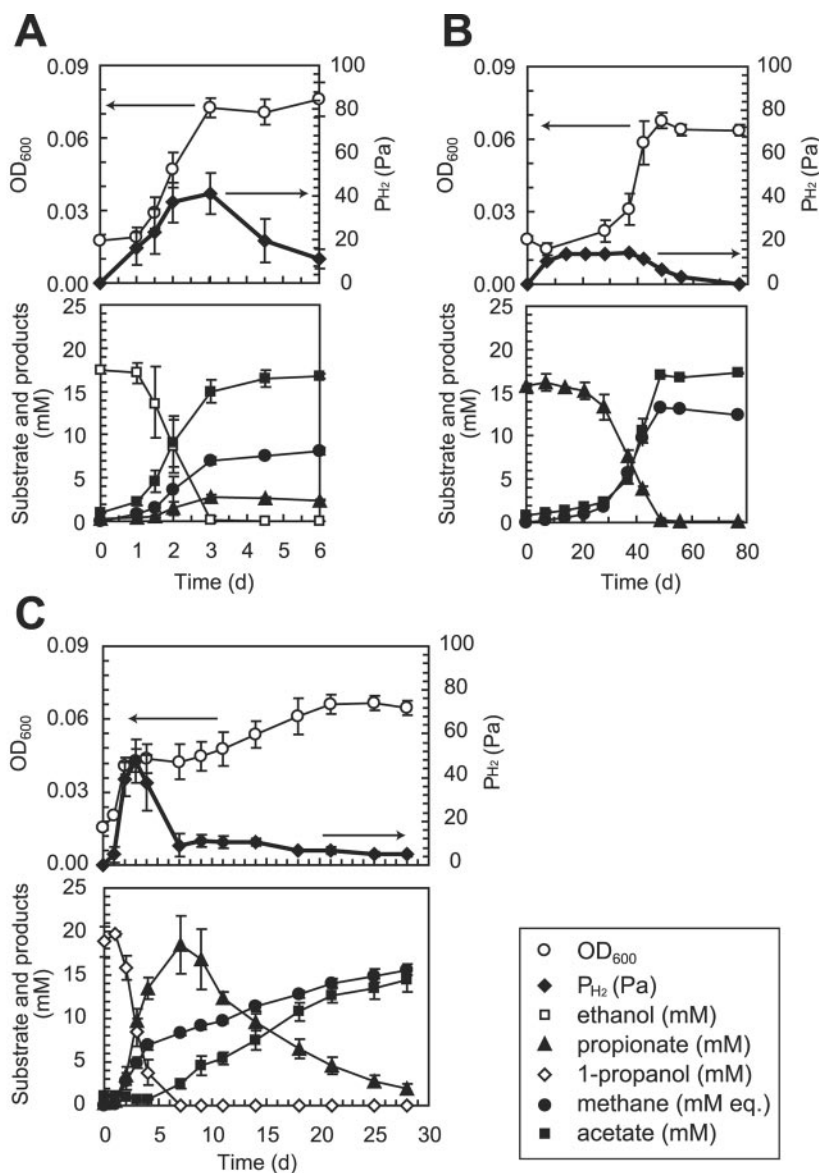 A
0.09
0.06
0.03
0.00
OD600
100
80
60
40
20
0
PH2 (Pa)
25
20
15
10
5
0
Substrate and products
(mM)
0 1 2 3 4 5 6
Time (d)
B
0.09
0.06
0.03
0.00
OD600
100
80
60
40
20
0
PH2 (Pa)
25
20
15
10
5
0
Substrate and products
(mM)
0 20 40 60 80
Time (d)
C
0.09
0.06
0.03
0.00
OD600
100
80
60
40
20
0
PH2 (Pa)
25
20
15
10
5
0
Substrate and products
(mM)
0 5 10 15 20 25 30
Time (d)
OD600
PH2 (Pa)
ethanol (mM)
propionate (mM)
1-propanol (mM)
methane (mM eq.)
acetate (mM)